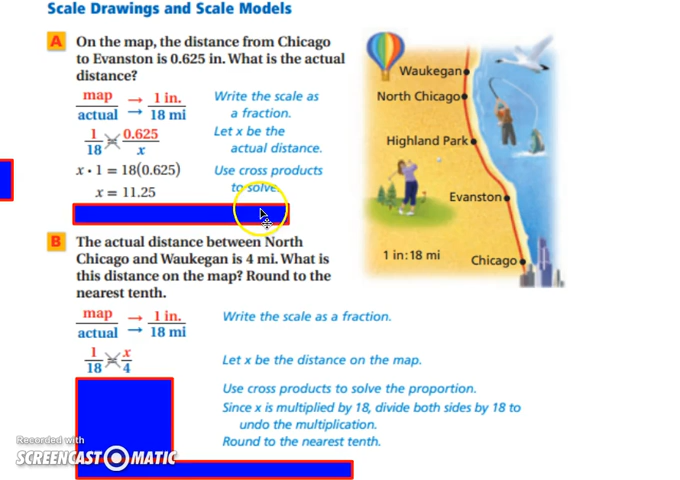 Scale Drawings and Scale Models
A On the map, the distance from Chicago
to Evanston is 0.625 in. What is the actual
distance?
map → 1 in.
actual → 18 mi
Write the scale as
a fraction.
1 0.625
18 x
Let x be the
actual distance.
x • 1 = 18(0.625)
Use cross products
to solve.
x = 11.25
B The actual distance between North
Chicago and Waukegan is 4 mi. What is
this distance on the map? Round to the
nearest tenth.
map → 1 in.
actual → 18 mi
Write the scale as a fraction.
1 x
18 4
Let x be the distance on the map.
Use cross products to solve the proportion.
Since x is multiplied by 18, divide both sides by 18 to
undo the multiplication.
Round to the nearest tenth.
Waukegan
North Chicago
Highland Park
Evanston
1 in:18 mi
Chicago
Recorded with
SCREENCAST-O-MATIC